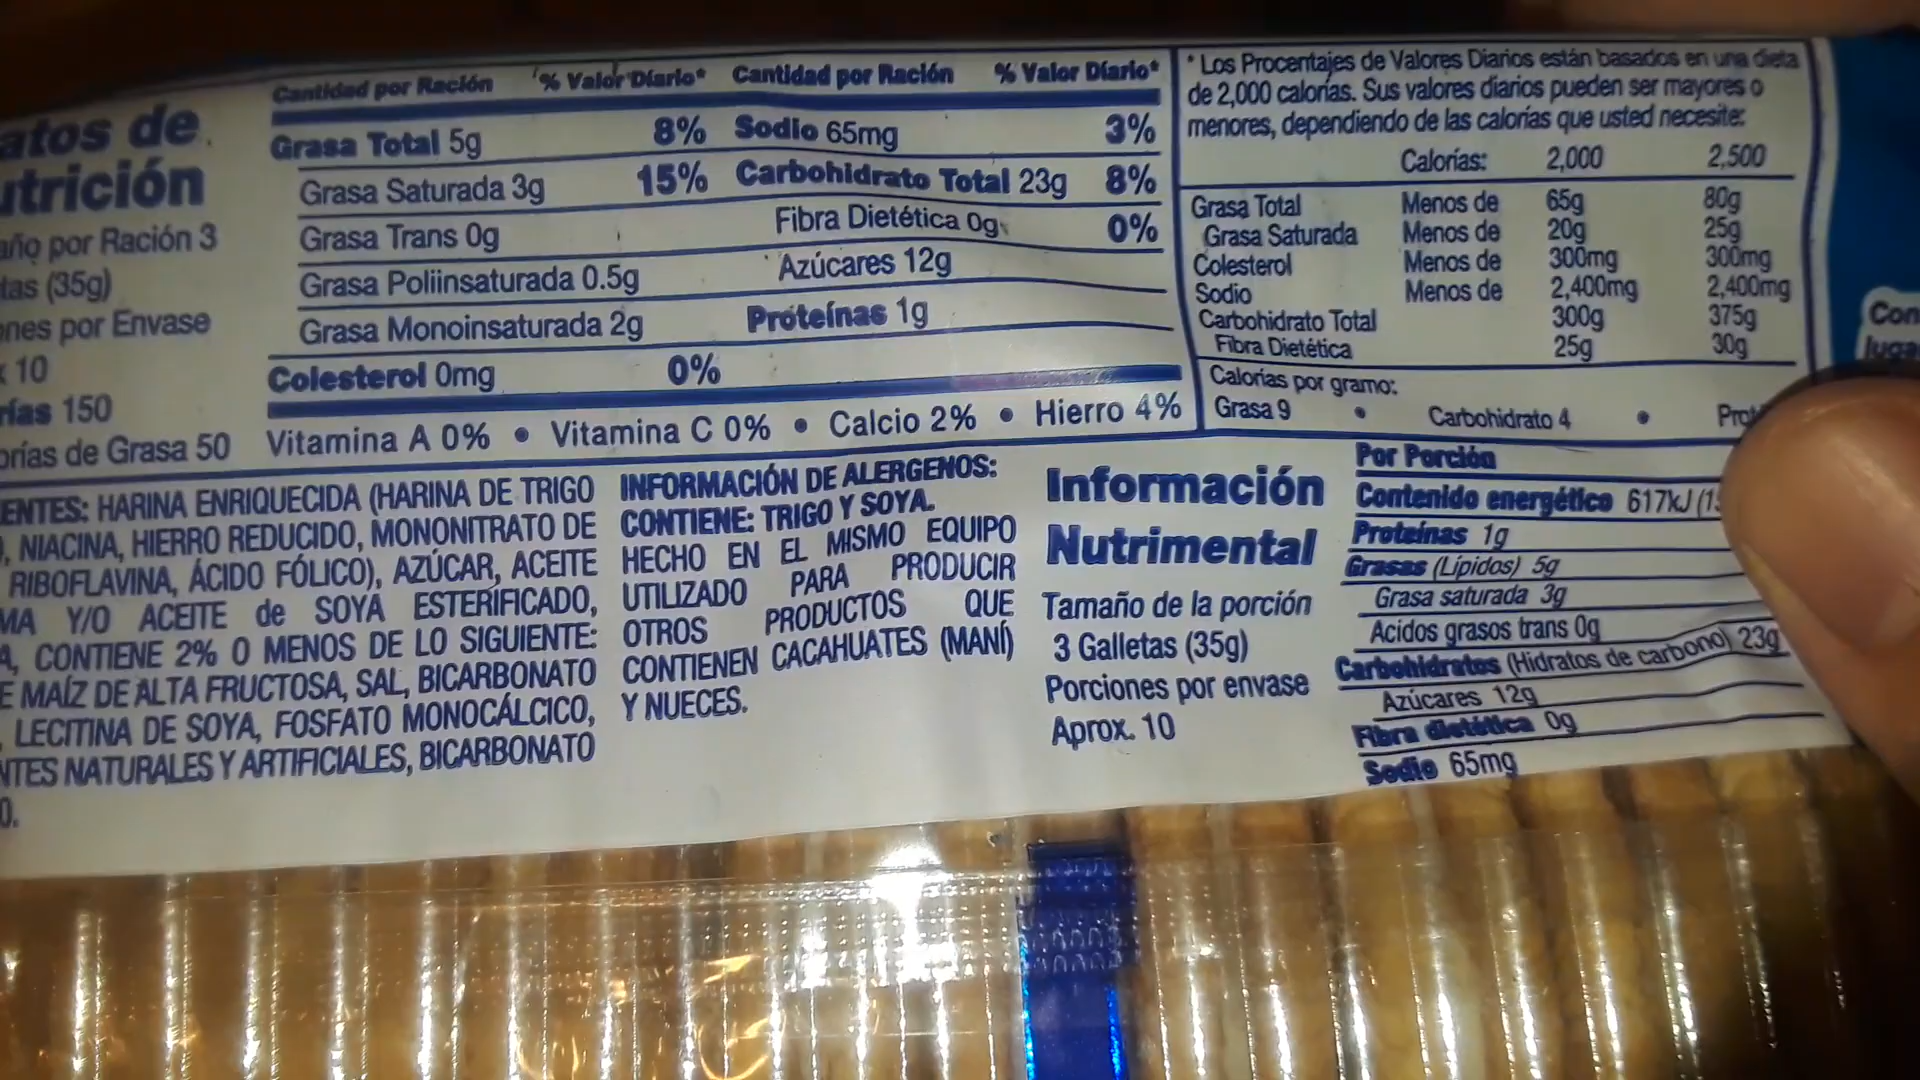 Cantidad por Ración % Valor Diario* Cantidad por Ración % Valor Diario*
atos de
utrición
año por Ración 3
tas (35g)
ones por Envase
x 10
rías 150
orías de Grasa 50
Grasa Total 5g 8% Sodio 65mg 3%
Grasa Saturada 3g 15% Carbohidrato Total 23g 8%
Grasa Trans 0g Fibra Dietética 0g 0%
Grasa Poliinsaturada 0.5g Azúcares 12g
Grasa Monoinsaturada 2g Proteínas 1g
Colesterol 0mg 0%
Vitamina A 0% • Vitamina C 0% • Calcio 2% • Hierro 4%
* Los Procentajes de Valores Diarios están basados en una dieta
de 2,000 calorías. Sus valores diarios pueden ser mayores o
menores, dependiendo de las calorías que usted necesite:
Calorías: 2,000 2,500
Grasa Total Menos de 65g 80g
Grasa Saturada Menos de 20g 25g
Colesterol Menos de 300mg 300mg
Sodio Menos de 2,400mg 2,400mg
Carbohidrato Total 300g 375g
Fibra Dietética 25g 30g
Calorías por gramo:
Grasa 9 • Carbohidrato 4 • Prot
ENTES: HARINA ENRIQUECIDA (HARINA DE TRIGO
, NIACINA, HIERRO REDUCIDO, MONONITRATO DE
RIBOFLAVINA, ÁCIDO FÓLICO), AZÚCAR, ACEITE
MA Y/O ACEITE de SOYA ESTERIFICADO,
A, CONTIENE 2% O MENOS DE LO SIGUIENTE:
E MAÍZ DE ALTA FRUCTOSA, SAL, BICARBONATO
, LECITINA DE SOYA, FOSFATO MONOCÁLCICO,
NTES NATURALES Y ARTIFICIALES, BICARBONATO
O.
INFORMACIÓN DE ALERGENOS:
CONTIENE: TRIGO Y SOYA.
HECHO EN EL MISMO EQUIPO
UTILIZADO PARA PRODUCIR
OTROS PRODUCTOS QUE
CONTIENEN CACAHUATES (MANÍ)
Y NUECES.
Información
Nutrimental
Tamaño de la porción
3 Galletas (35g)
Porciones por envase
Aprox. 10
Por Porción
Contenido energético 617kJ (1
Proteínas 1g
Grasas (Lípidos) 5g
Grasa saturada 3g
Acidos grasos trans 0g
Carbohidratos (Hidratos de carbono) 23g
Azúcares 12g
Fibra dietética 0g
Sodio 65mg
Con
luga